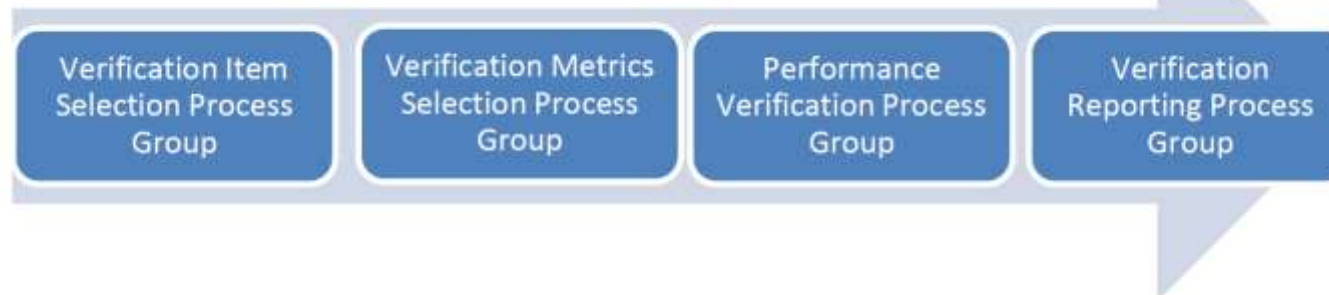 Verification Item
Selection Process
Group
Verification Metrics
Selection Process
Group
Performance
Verification Process
Group
Verification
Reporting Process
Group